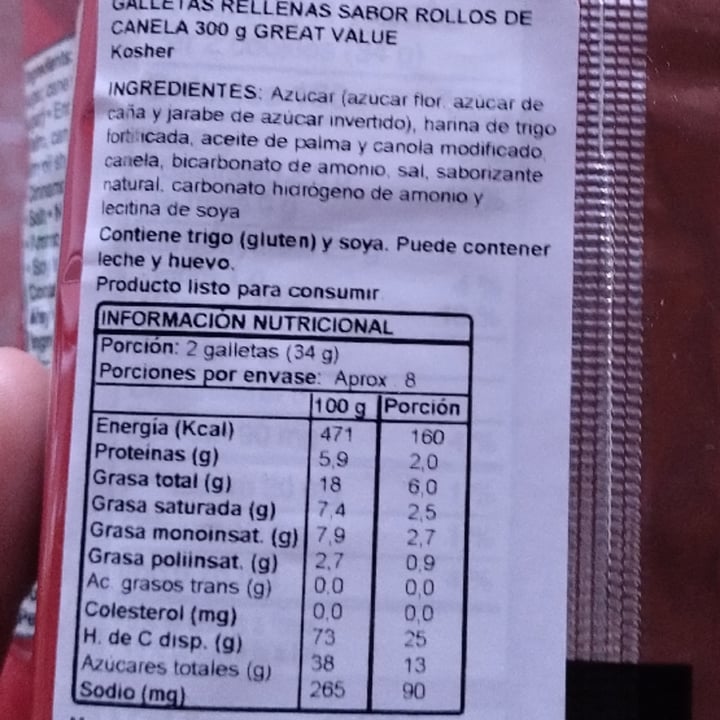 GALLETAS RELLENAS SABOR ROLLOS DE
CANELA 300 g GREAT VALUE
Kosher
INGREDIENTES: Azúcar (azúcar flor, azúcar de
caña y jarabe de azúcar invertido), harina de trigo
fortificada, aceite de palma y canola modificado,
canela, bicarbonato de amonio, sal, saborizante
natural, carbonato hidrógeno de amonio y
lecitina de soya
Contiene trigo (gluten) y soya. Puede contener
leche y huevo.
Producto listo para consumir
INFORMACIÓN NUTRICIONAL
Porción: 2 galletas (34 g)
Porciones por envase: Aprox. 8
100 g Porción
Energía (Kcal) 471 160
Proteínas (g) 5,9 2,0
Grasa total (g) 18 6,0
Grasa saturada (g) 7,4 2,5
Grasa monoinsat. (g) 7,9 2,7
Grasa poliinsat. (g) 2,7 0,9
Ac. grasos trans (g) 0,0 0,0
Colesterol (mg) 0,0 0,0
H. de C disp. (g) 73 25
Azúcares totales (g) 38 13
Sodio (mg) 265 90